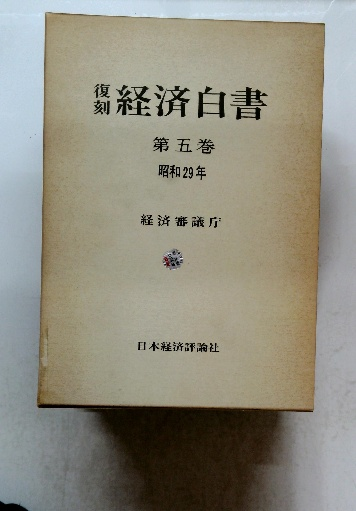 復刻 経済白書
第五巻
昭和29年
経済審議庁
日本経済評論社